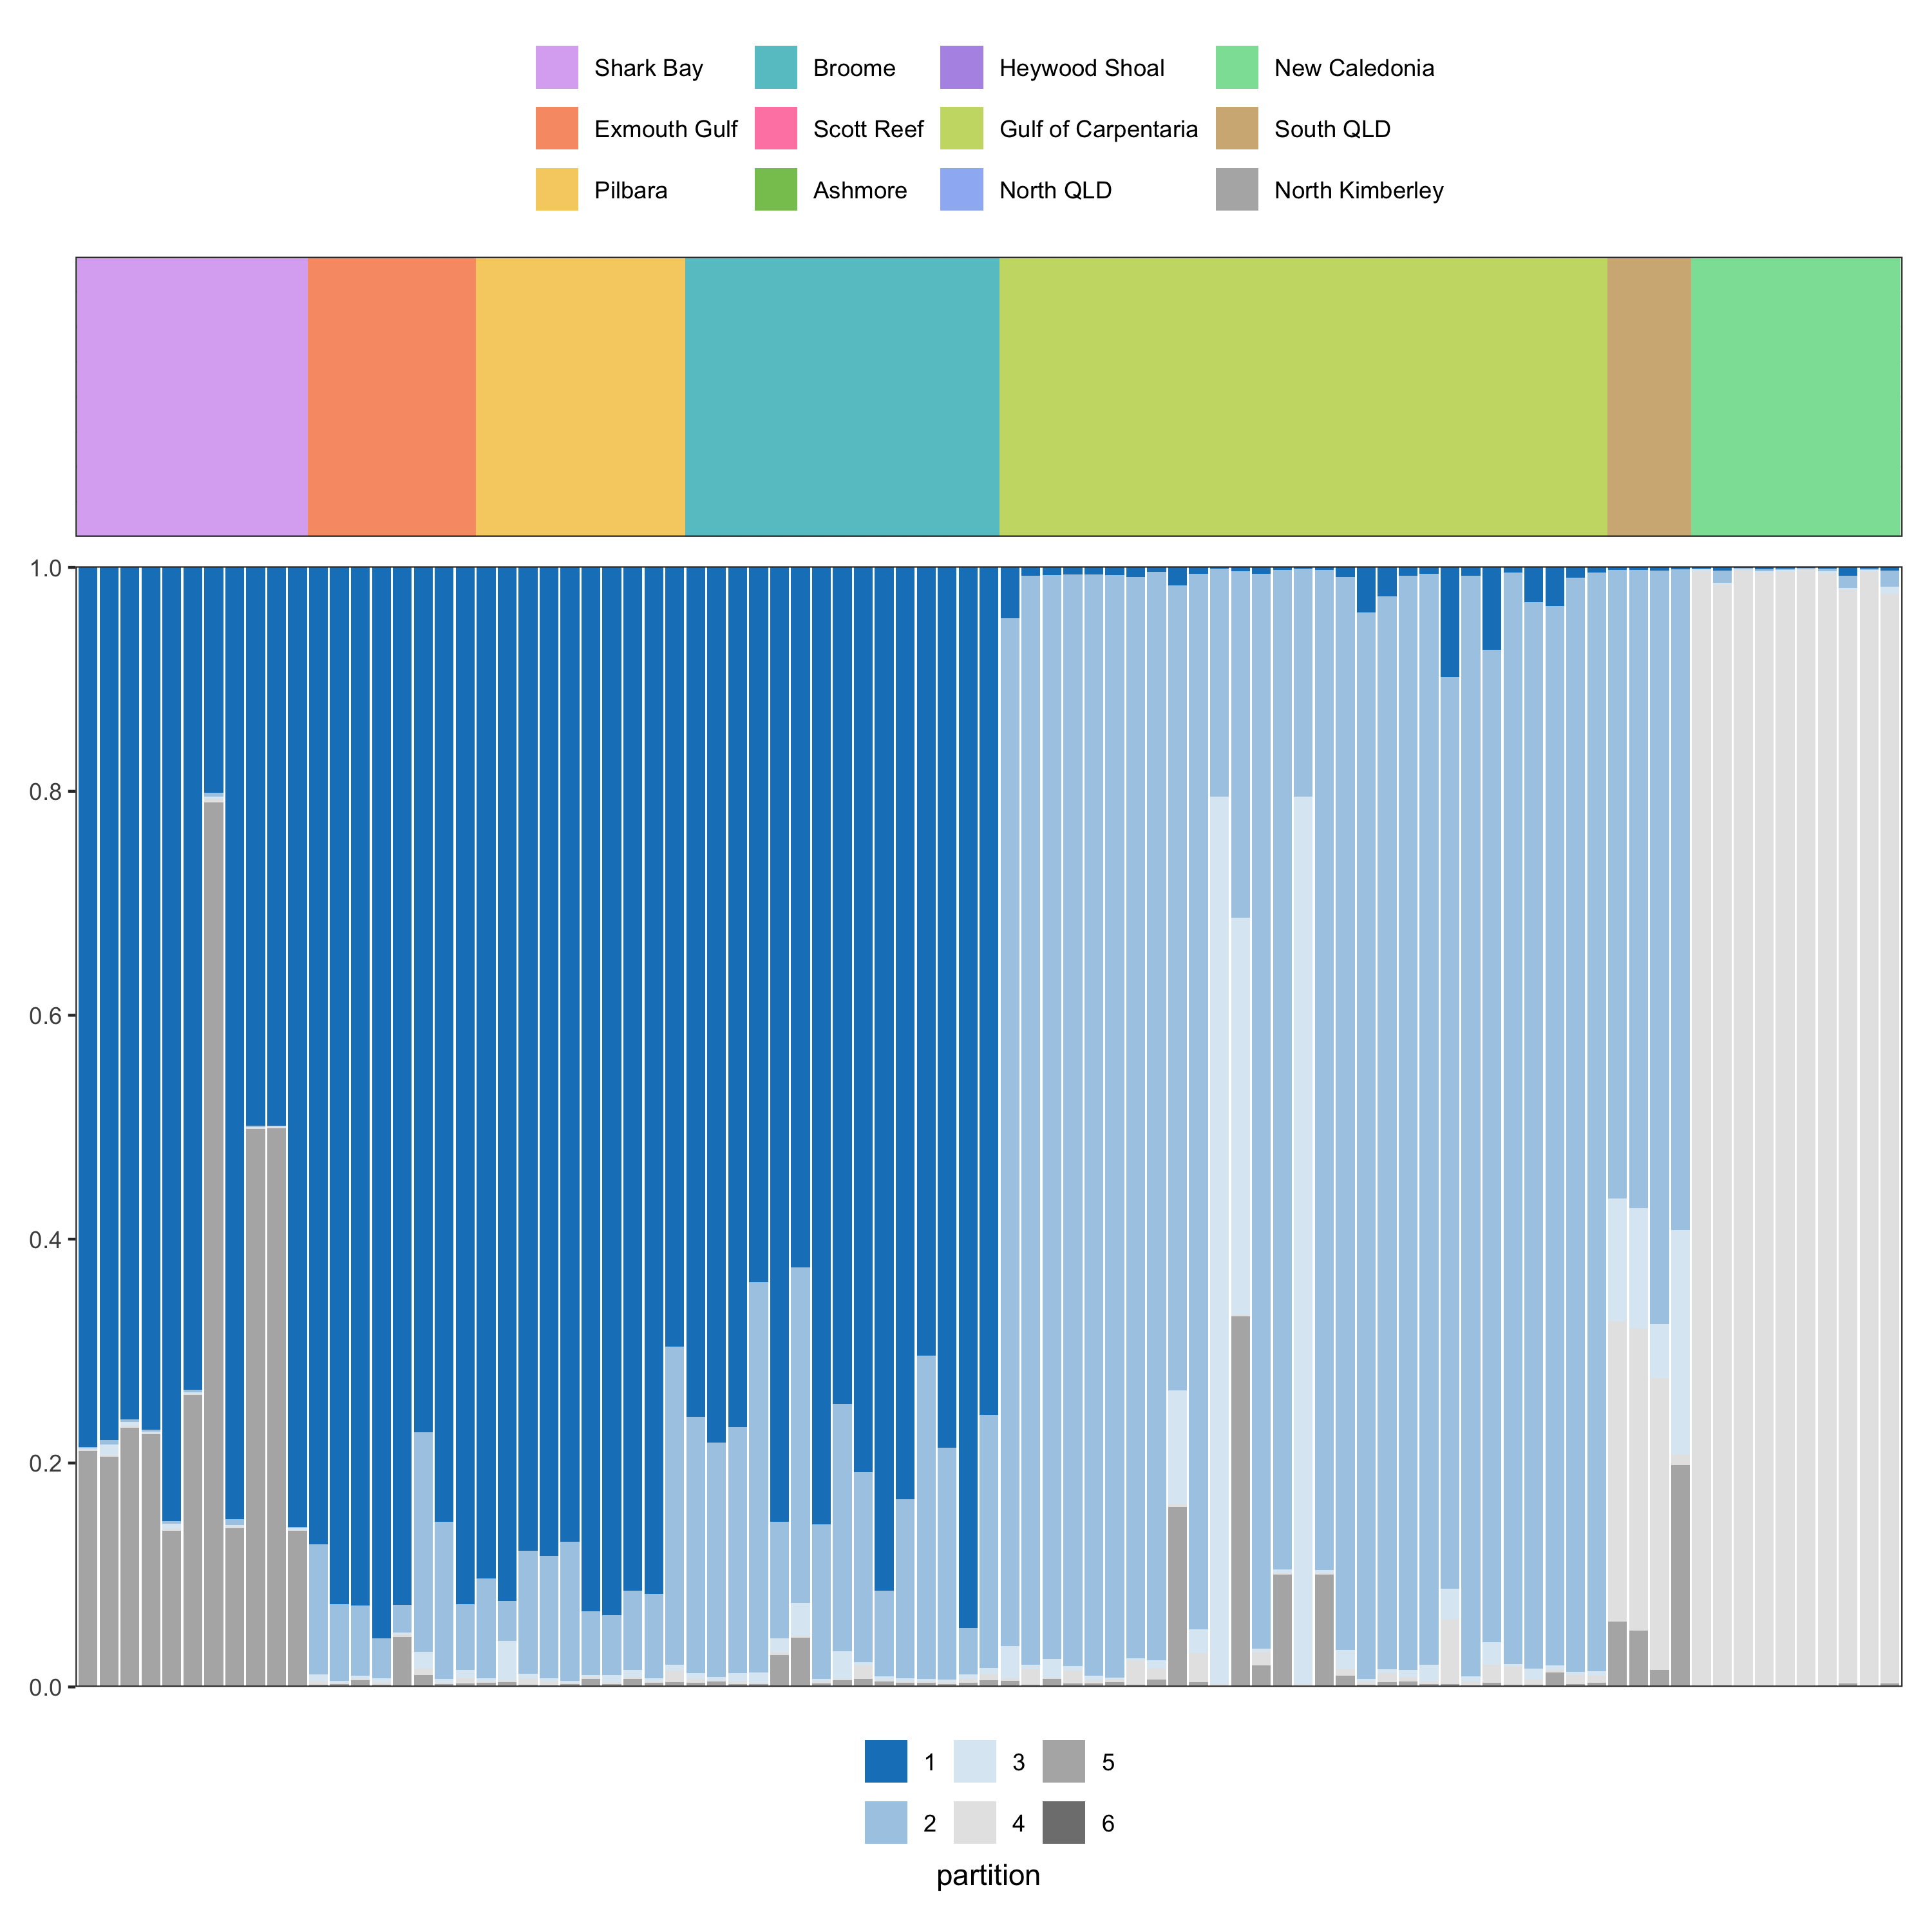 Shark Bay Broome Heywood Shoal New Caledonia
Exmouth Gulf Scott Reef Gulf of Carpentaria South QLD
Pilbara Ashmore North QLD North Kimberley
1.0
0.8
0.6
0.4
0.2
0.0
1 3 5
2 4 6
partition